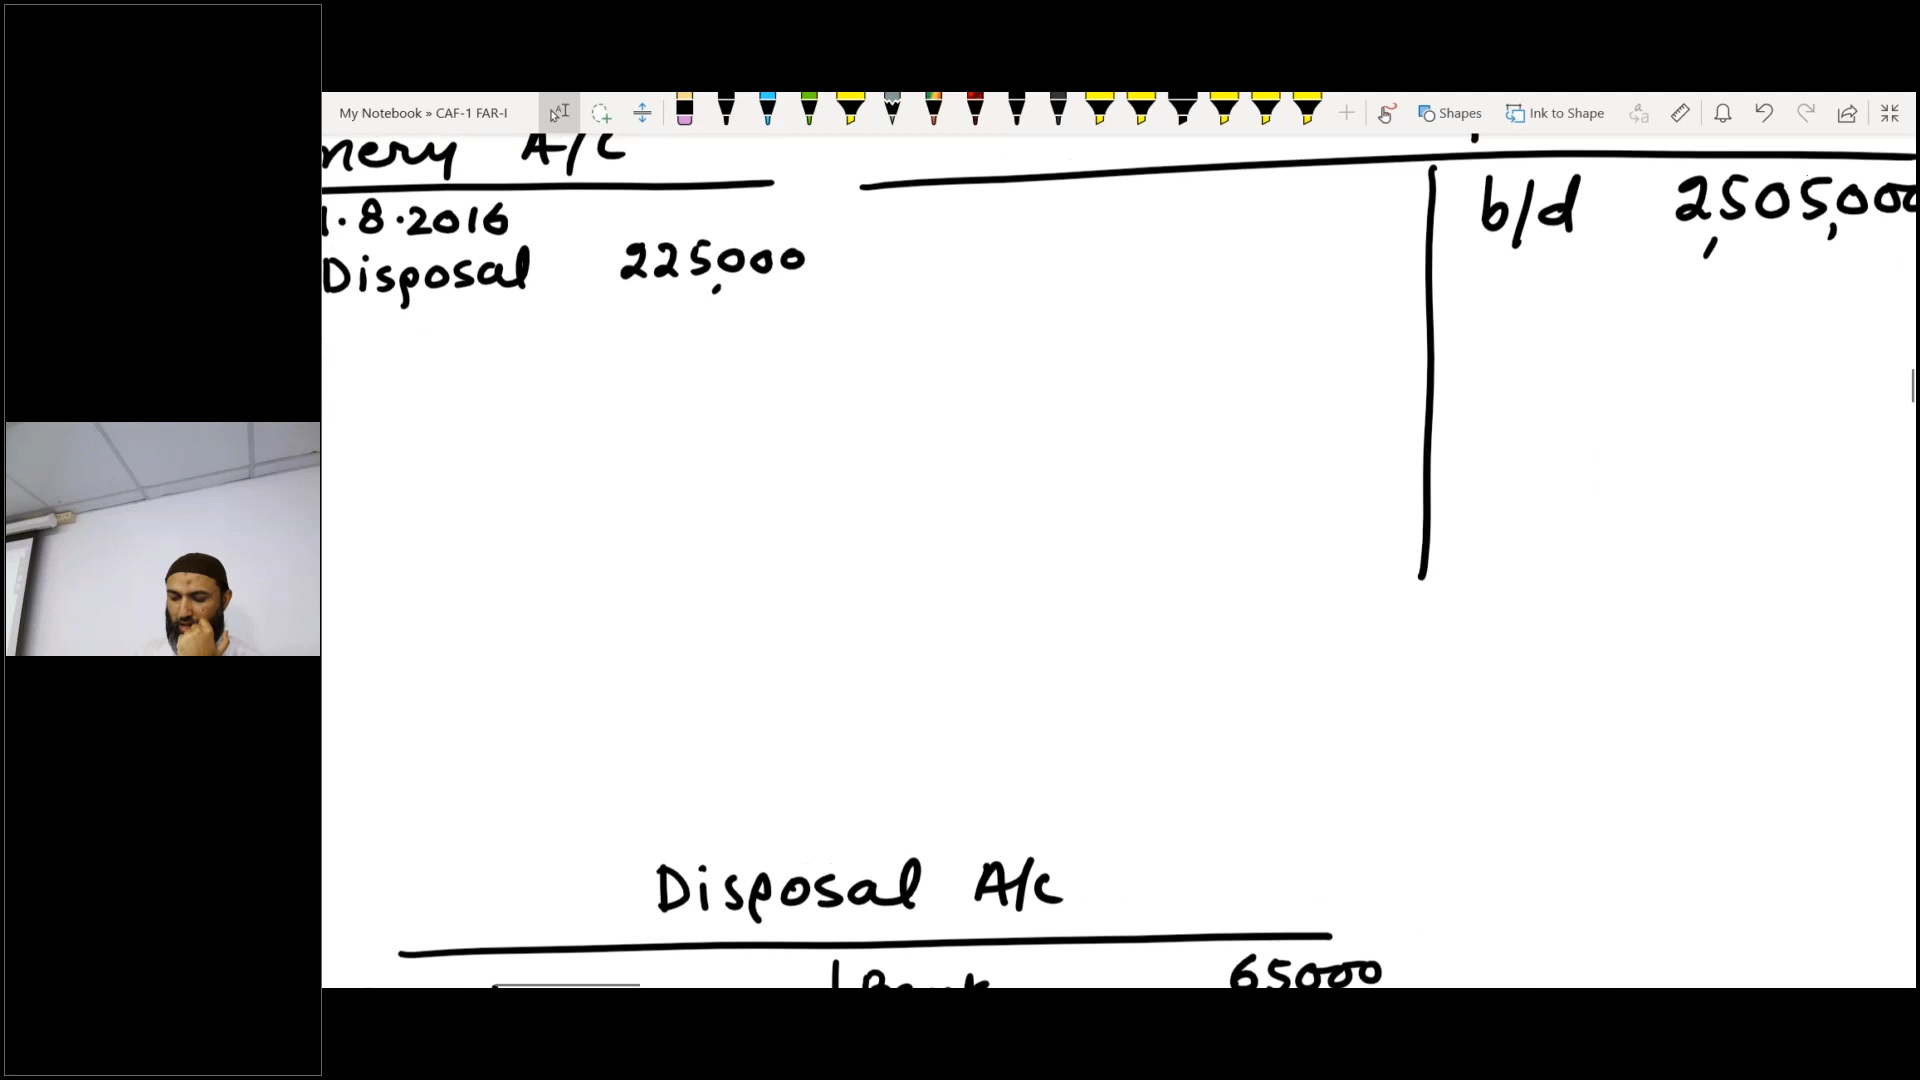 My Notebook » CAF-1 FAR-I
Shapes
Ink to Shape
nery A/C
1.8.2016
Disposal 225,000
b/d 2,505,000
Disposal A/c
Bank 65000